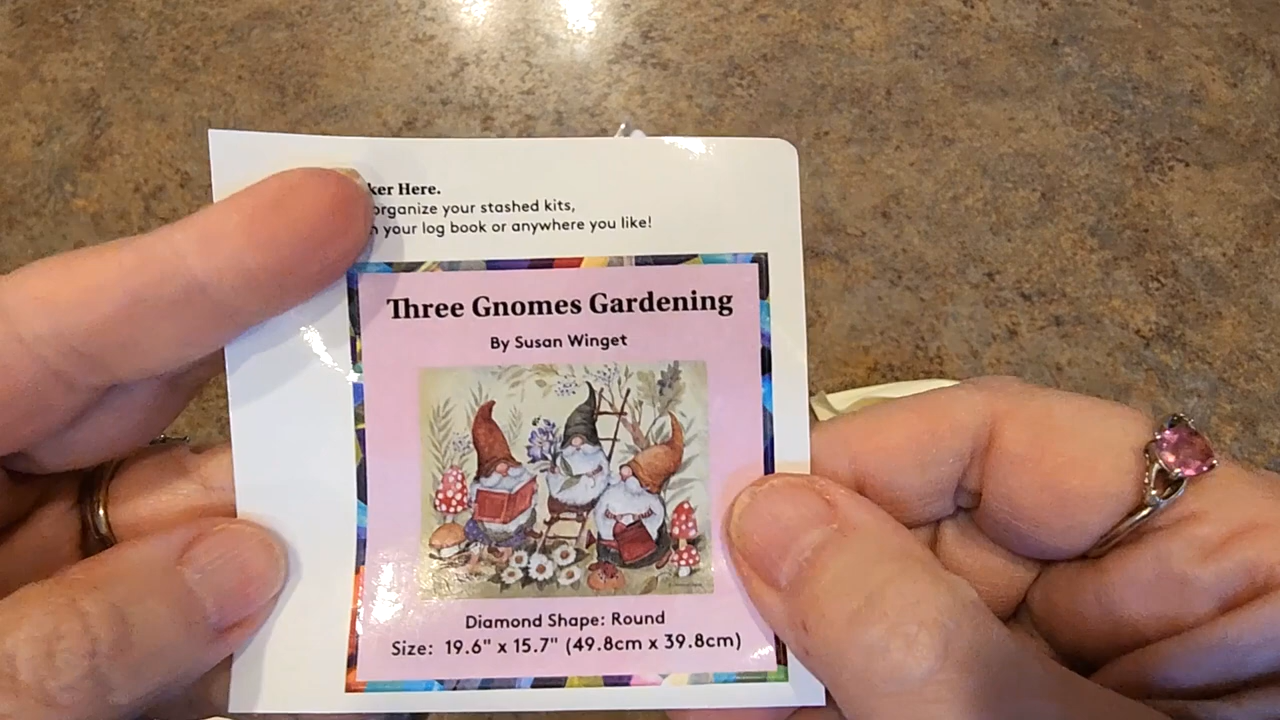 ker Here.
organize your stashed kits,
your log book or anywhere you like!
Three Gnomes Gardening
By Susan Winget
Diamond Shape: Round
Size: 19.6" x 15.7" (49.8cm x 39.8cm)